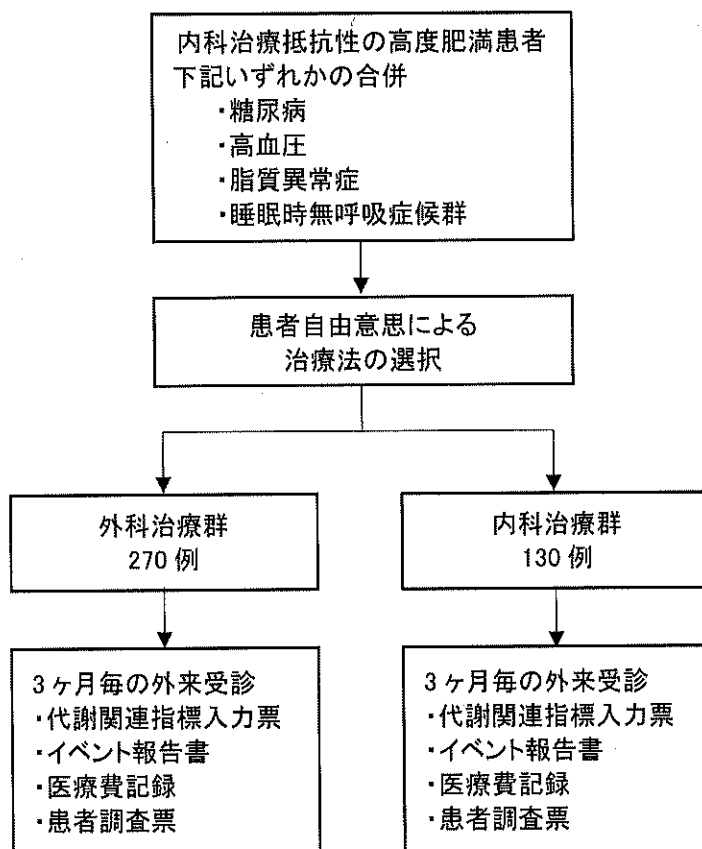 内科治療抵抗性の高度肥満患者
下記いずれかの合併
・糖尿病
・高血圧
・脂質異常症
・睡眠時無呼吸症候群
患者自由意思による
治療法の選択
外科治療群
270 例
内科治療群
130 例
3ヶ月毎の外来受診
・代謝関連指標入力票
・イベント報告書
・医療費記録
・患者調査票
3ヶ月毎の外来受診
・代謝関連指標入力票
・イベント報告書
・医療費記録
・患者調査票